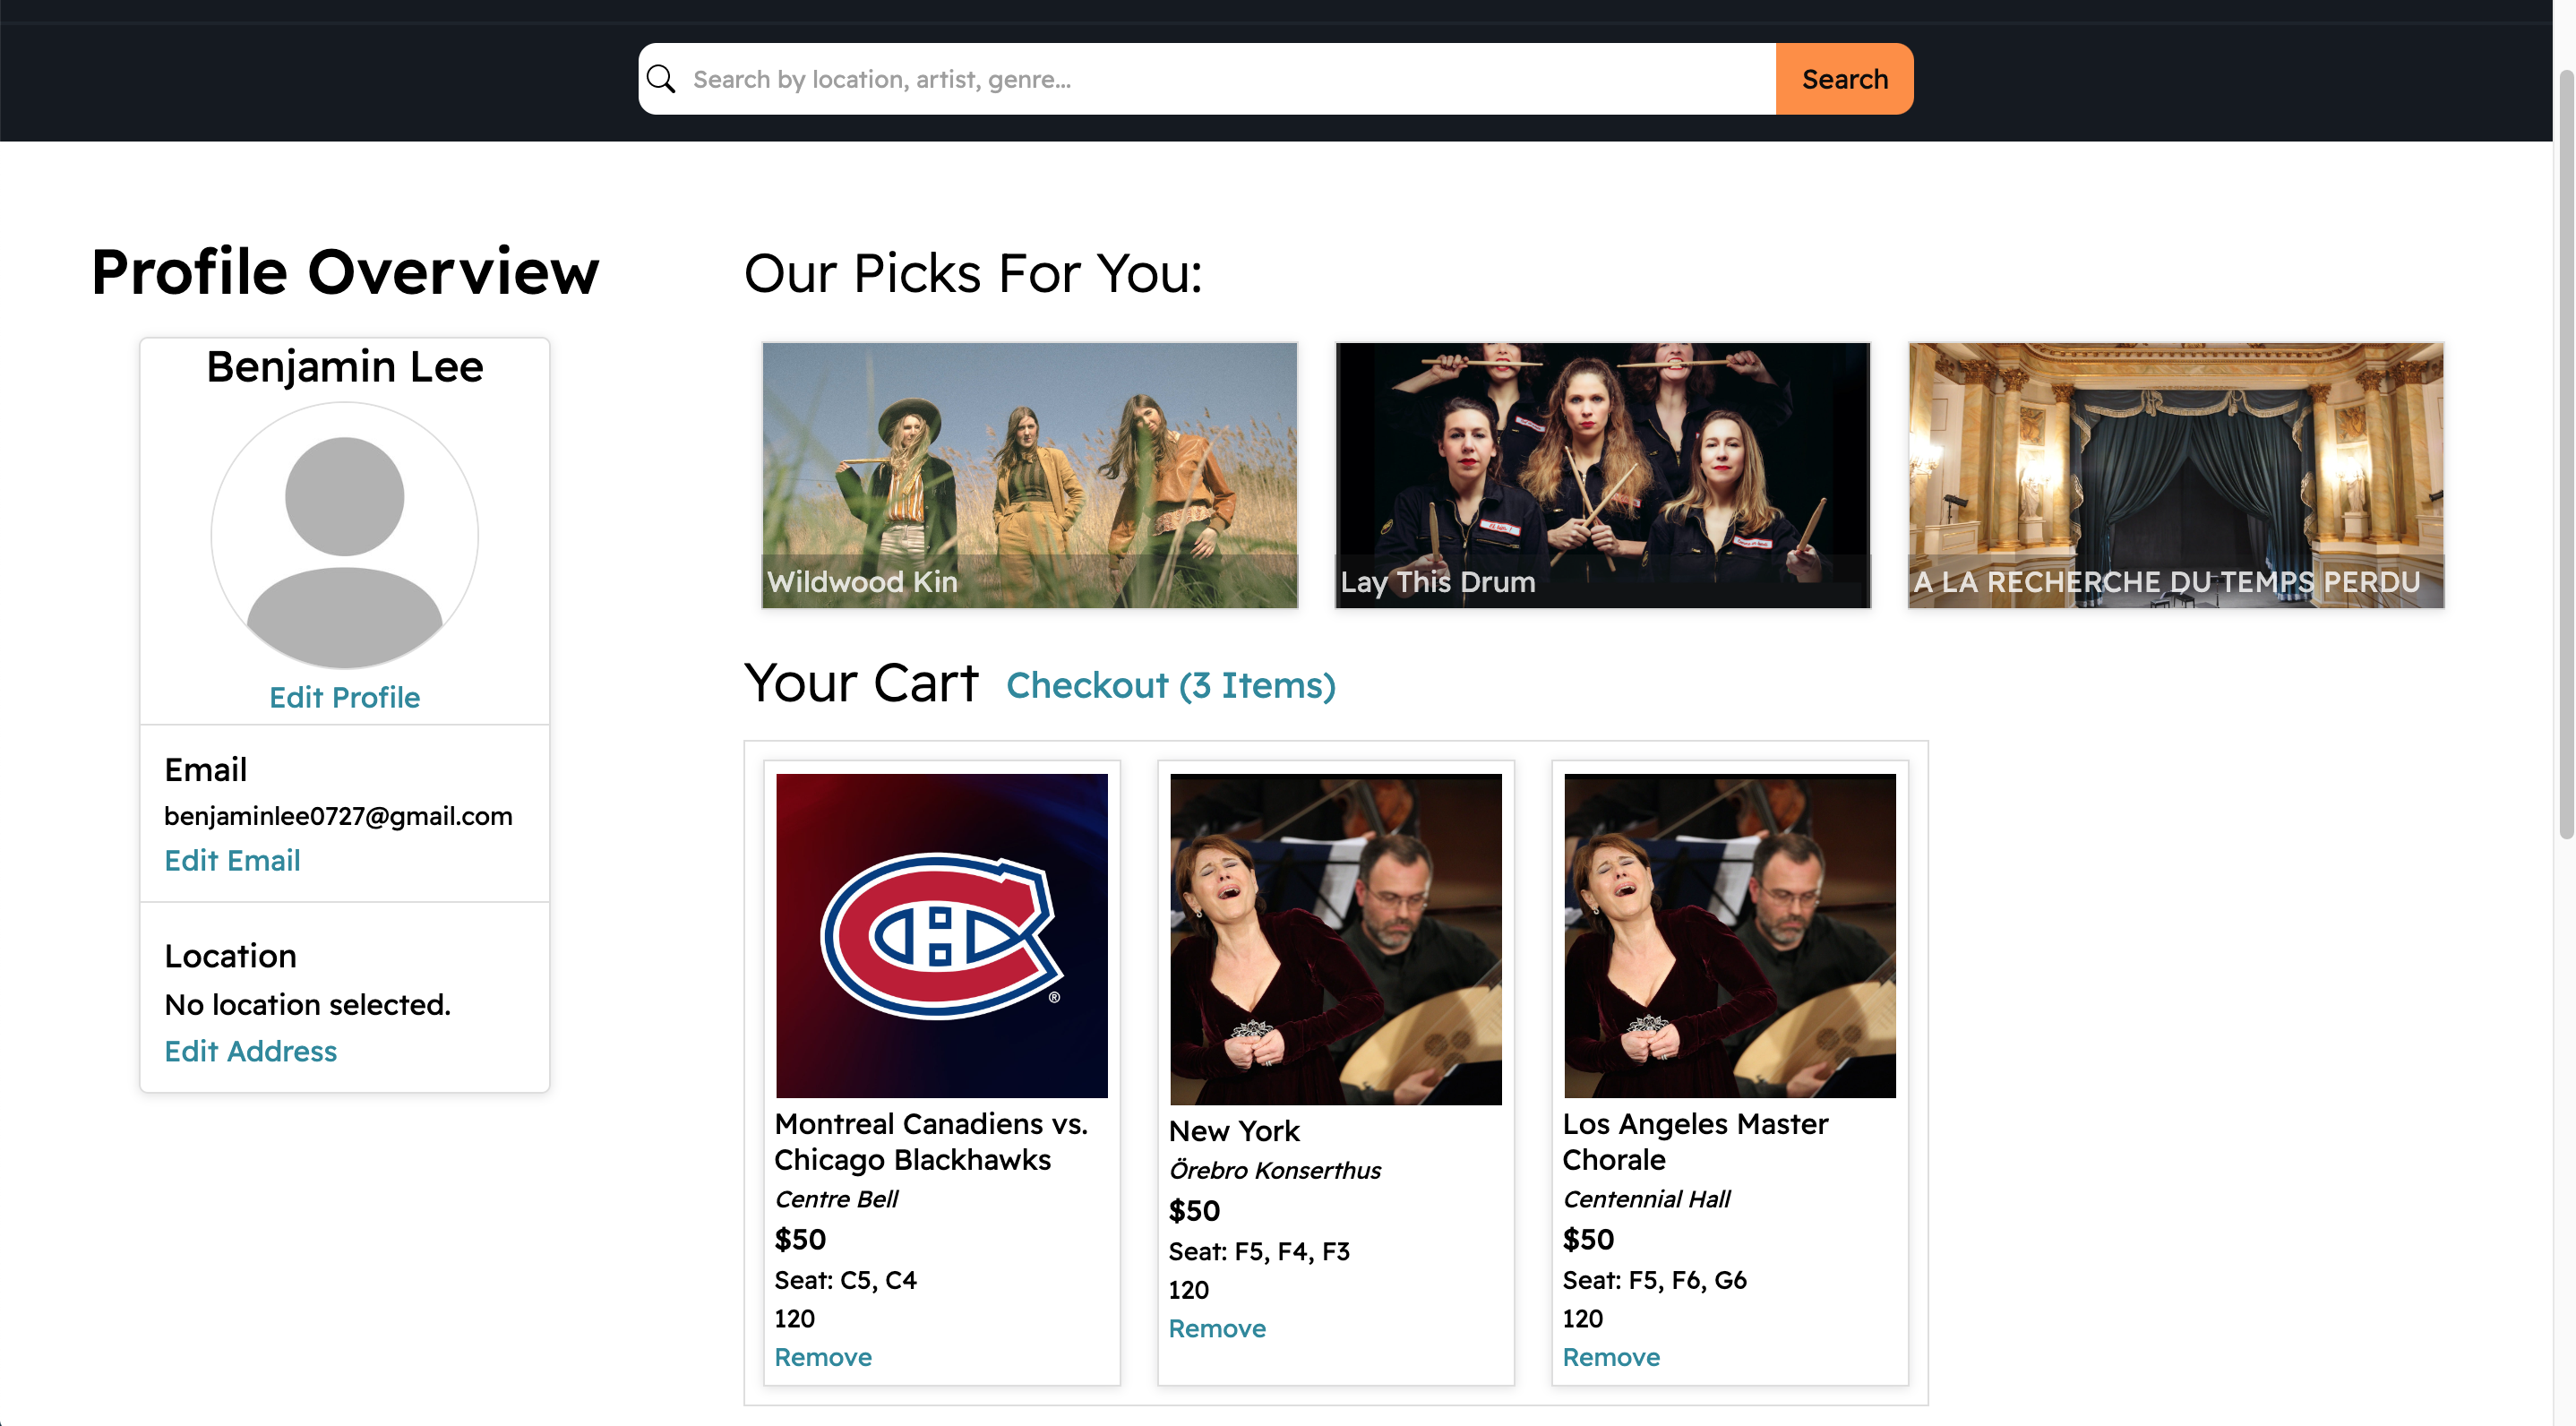 Search by location, artist, genre...
Search
Profile Overview
Benjamin Lee
Edit Profile
Email
benjaminlee0727@gmail.com
Edit Email
Location
No location selected.
Edit Address
Our Picks For You:
Wildwood Kin
Lay This Drum
A LA RECHERCHE DU TEMPS PERDU
Your Cart
Checkout (3 Items)
Montreal Canadiens vs.
Chicago Blackhawks
Centre Bell
$50
Seat: C5, C4
120
Remove
New York
Örebro Konserthus
$50
Seat: F5, F4, F3
120
Remove
Los Angeles Master
Chorale
Centennial Hall
$50
Seat: F5, F6, G6
120
Remove